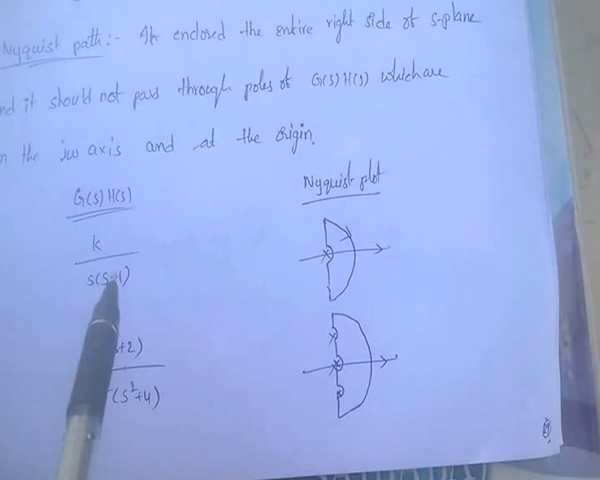 Nyquist path:- It enclosed the entire right side of s-plane
nd it should not pass through poles of G(s)H(s) which are
n the jω axis and at the origin.
G(s)H(s)
Nyquist plot
k
s(s+1)
s+2)
(s²+4)